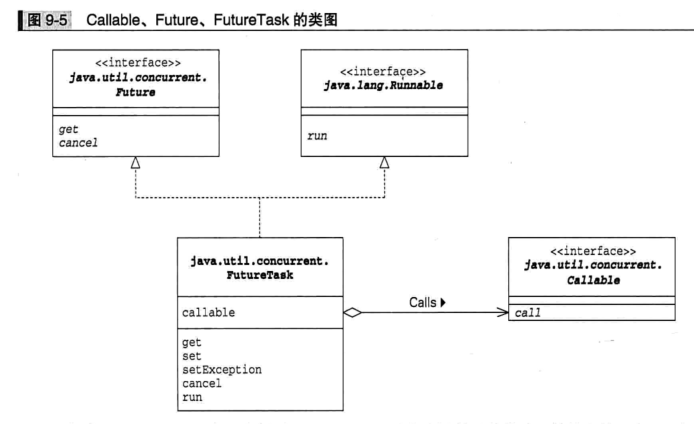 图 9-5 Callable、Future、FutureTask 的类图
<<interface>>
java.util.concurrent.
Future
get
cancel
<<interface>>
java.lang.Runnable
run
java.util.concurrent.
FutureTask
callable
get
set
setException
cancel
run
Calls
<<interface>>
java.util.concurrent.
Callable
call